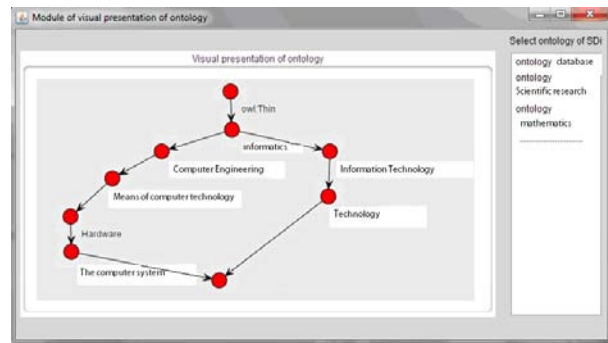 Module of visual presentation of ontology
Select ontology of SDi
Visual presentation of ontology
ontology database
ontology
Scientific research
ontology
mathematics
owl:Thin
informatics
Computer Engineering
Information Technology
Means of computer technology
Technology
Hardware
The computer system